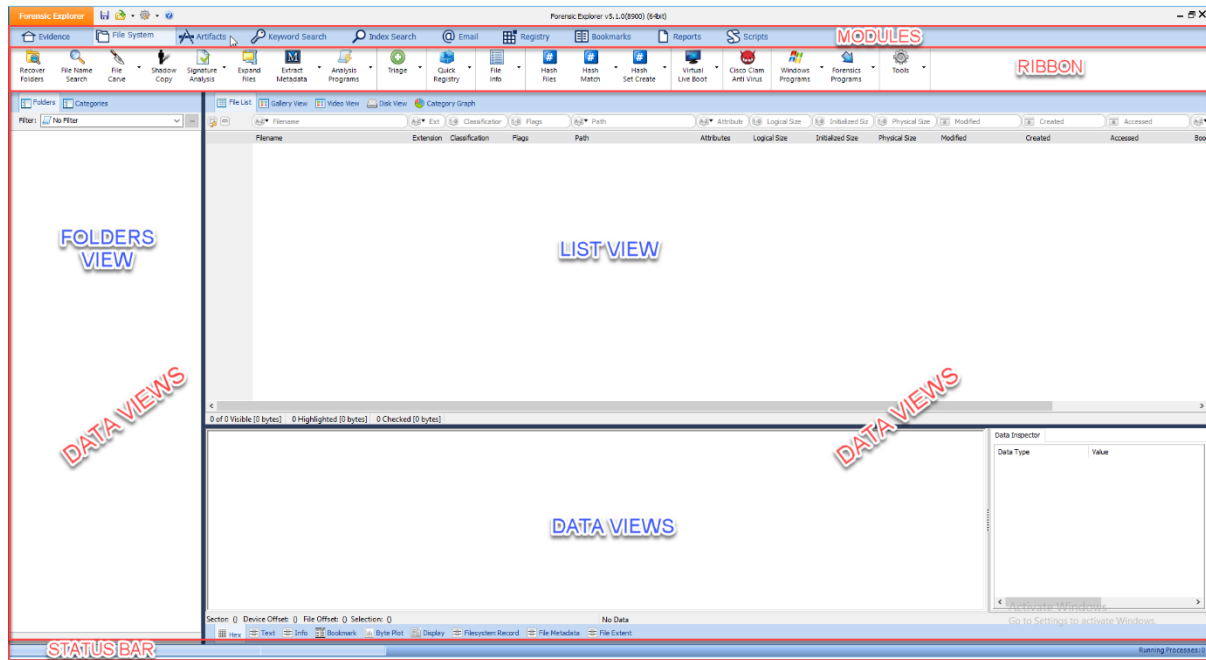 Forensic Explorer
Forensic Explorer v5.1.0(8900) (64bit)
Evidence File System Artifacts Keyword Search Index Search Email Registry Bookmarks Reports Scripts
MODULES
Recover Folders
File Name Search
File Carve
Shadow Copy
Signature Analysis
Expand Files
Extract Metadata
Analysis Programs
Triage
Quick Registry
File Info
Hash Files
Hash Match
Hash Set Create
Virtual Live Boot
Cisco Clam Anti Virus
Windows Programs
Forensics Programs
Tools
RIBBON
Folders Categories
File List Gallery View Video View Disk View Category Graph
Filter: No Filter
Filename Ext Classification Flags Path Attribute Logical Size Initialized Siz Physical Size Modified Created Accessed
Filename Extension Classification Flags Path Attributes Logical Size Initialized Size Physical Size Modified Created Accessed Boo
FOLDERS
VIEW
LIST VIEW
DATA VIEWS
DATA VIEWS
0 of 0 Visible [0 bytes] 0 Highlighted [0 bytes] 0 Checked [0 bytes]
Data Inspector
Data Type Value
DATA VIEWS
Activate Windows
Go to Settings to activate Windows.
Sector: () Device Offset: () File Offset: () Selection: () No Data
Hex Text Info Bookmark Byte Plot Display Filesystem Record File Metadata File Extent
STATUS BAR
Running Processes: 0